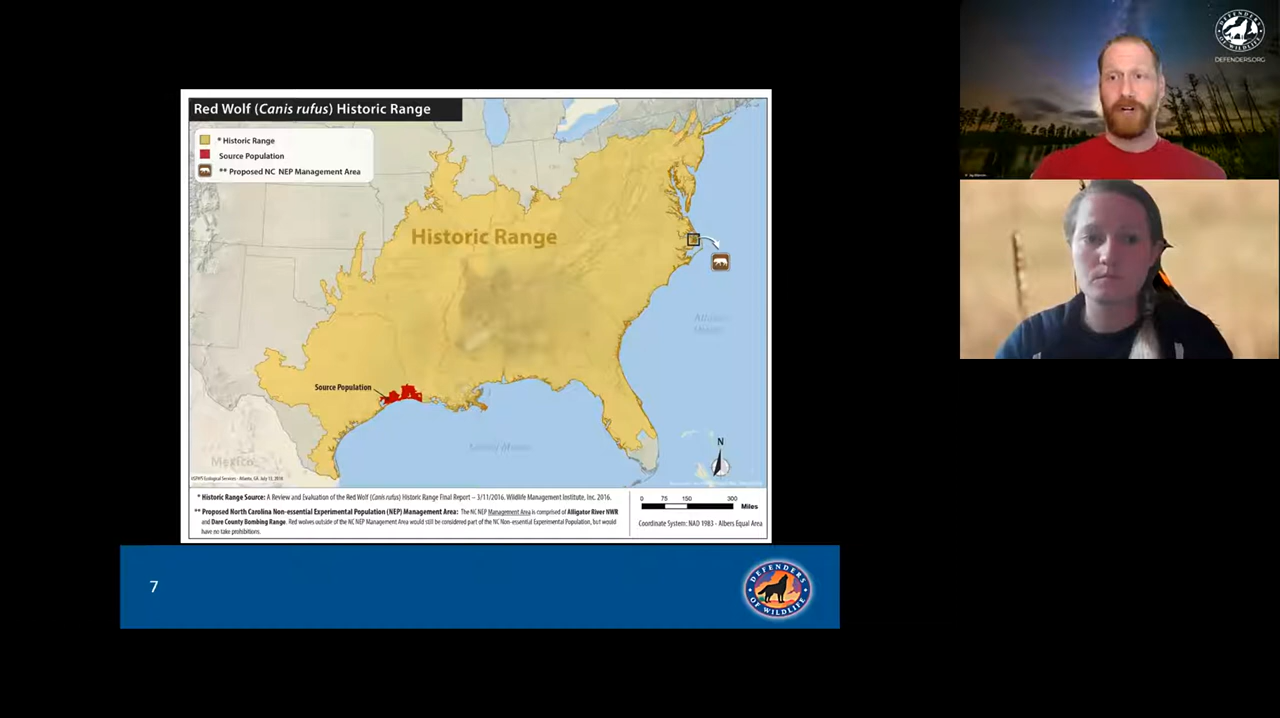 Red Wolf (Canis rufus) Historic Range
* Historic Range
Source Population
** Proposed NC NEP Management Area
Historic Range
Source Population
Mexico
N
USFWS Ecological Services - Atlanta, GA. July 13, 2018
* Historic Range Source: A Review and Evaluation of the Red Wolf (Canis rufus) Historic Range Final Report – 3/11/2016. Wildlife Management Institute, Inc. 2016.
** Proposed North Carolina Non-essential Experimental Population (NEP) Management Area: The NC NEP Management Area is comprised of Alligator River NWR
and Dare County Bombing Range. Red wolves outside of the NC NEP Management Area would still be considered part of the NC Non-essential Experimental Population, but would
have no take prohibitions.
0 75 150 300
Miles
Coordinate System: NAD 1983 - Albers Equal Area
7
DEFENDERS
OF WILDLIFE
DEFENDERS
OF WILDLIFE
DEFENDERS.ORG